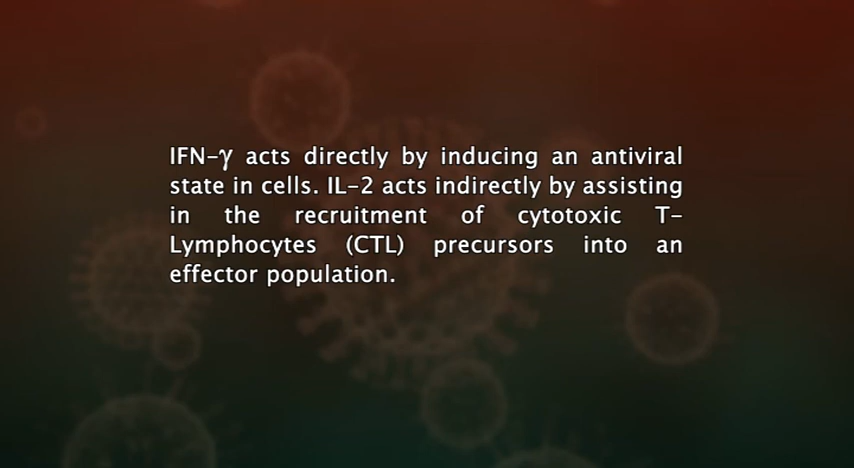 IFN-γ acts directly by inducing an antiviral
state in cells. IL-2 acts indirectly by assisting
in the recruitment of cytotoxic T-
Lymphocytes (CTL) precursors into an
effector population.